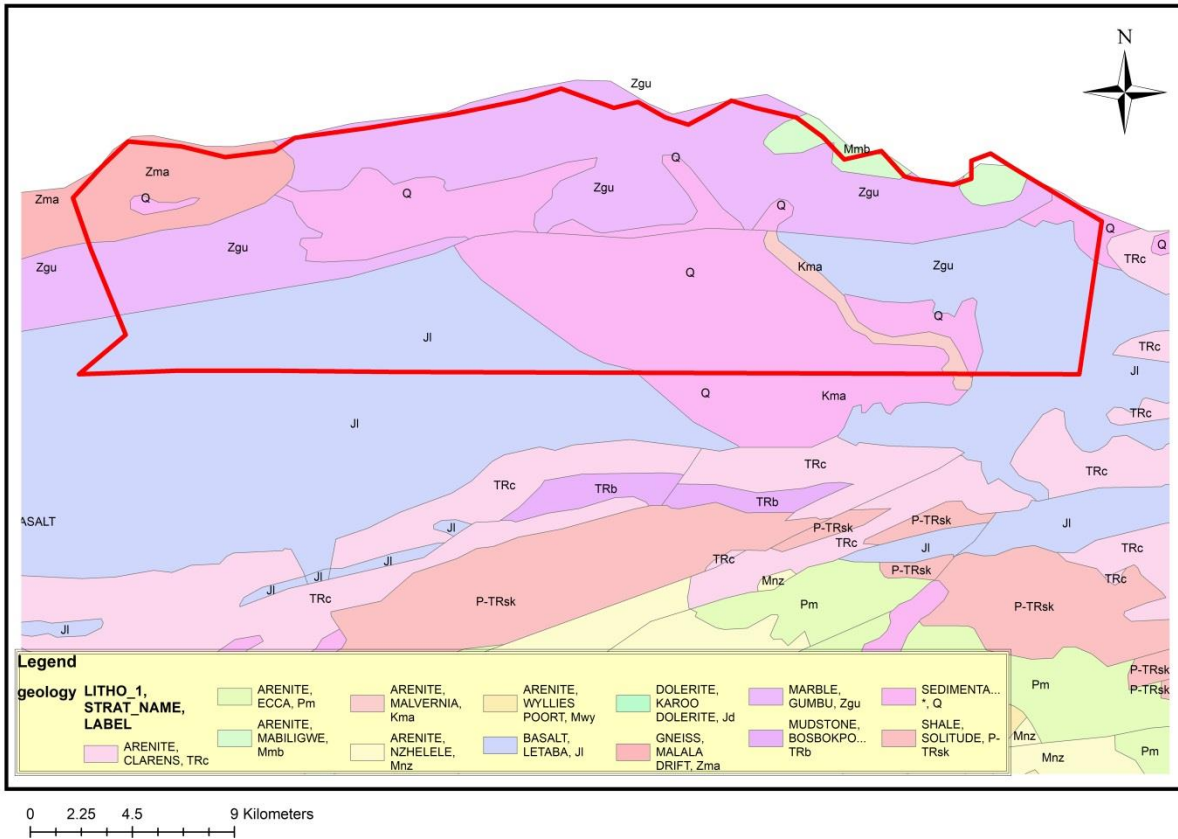 Zgu
N
Mmb
Zma
Q
Zma
Q
Q
Zgu
Q
Zgu
Q
Q
TRc
Zgu
Zgu
Q
Kma
Zgu
Q
Jl
TRc
Jl
Q
Kma
Jl
TRc
TRc
TRc
TRc
TRb
TRb
ASALT
Jl
P-TRsk
P-TRsk
Jl
TRc
Jl
TRc
Jl
Jl
TRc
Mnz
P-TRsk
TRc
Jl
TRc
P-TRsk
Pm
P-TRsk
Jl
P-TRsk
P-TRsk
Pm
Mnz
Mnz
Pm
Legend
geology
LITHO_1,
STRAT_NAME,
LABEL
ARENITE,
CLARENS, TRc
ARENITE,
ECCA, Pm
ARENITE,
MABILIGWE,
Mmb
ARENITE,
MALVERNIA,
Kma
ARENITE,
NZHELELE,
Mnz
ARENITE,
WYLLIES
POORT, Mwy
BASALT,
LETABA, Jl
DOLERITE,
KAROO
DOLERITE, Jd
GNEISS,
MALALA
DRIFT, Zma
MARBLE,
GUMBU, Zgu
MUDSTONE,
BOSBOKPO...
TRb
SEDIMENTA...
*, Q
SHALE,
SOLITUDE, P-
TRsk
0 2.25 4.5 9 Kilometers